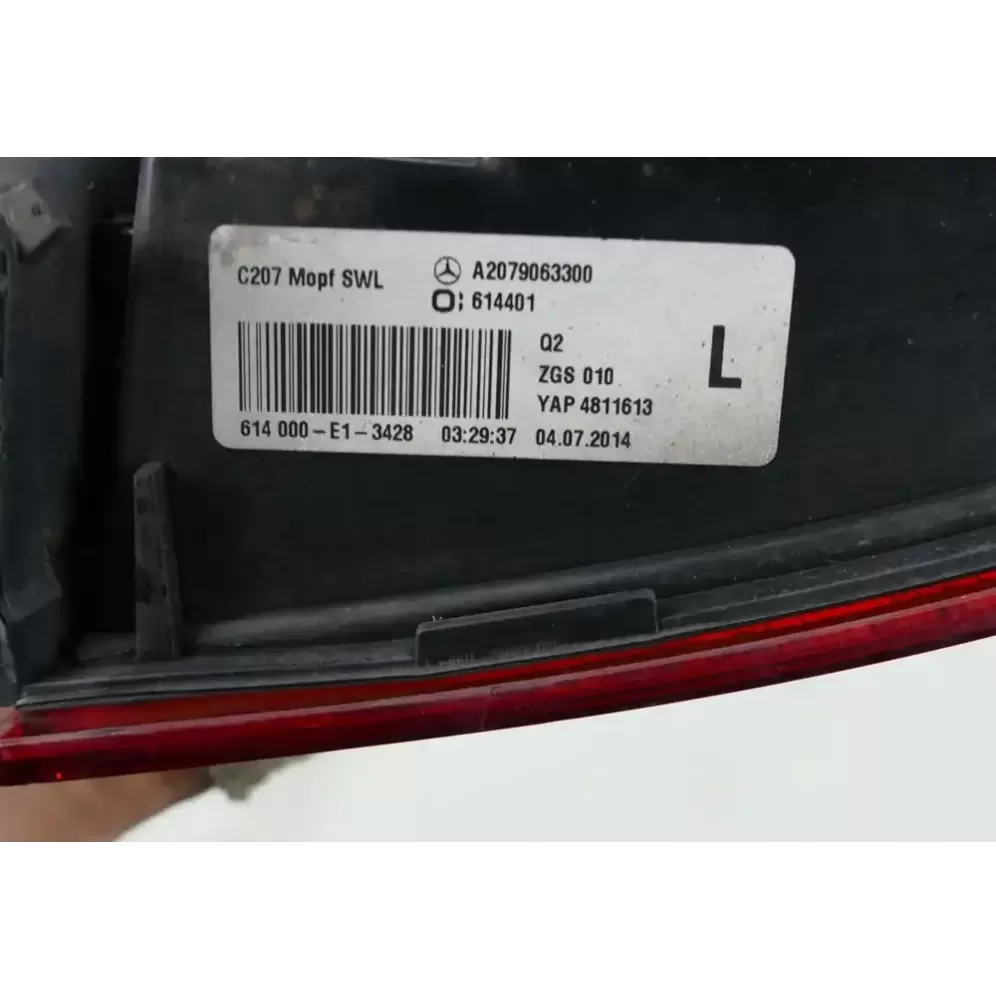 C207 Mopf SWL A2079063300
O; 614401
Q2
L
ZGS 010
YAP 4811613
614 000-E1-3428 03:29:37 04.07.2014